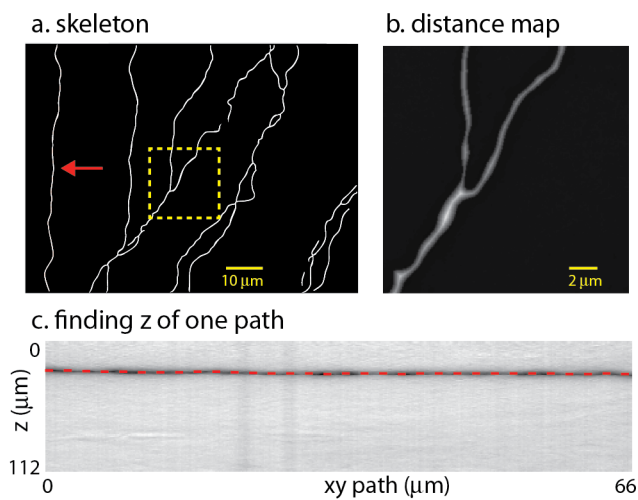 a. skeleton
b. distance map
10 μm
2 μm
c. finding z of one path
0
z (μm)
112
0
xy path (μm)
66